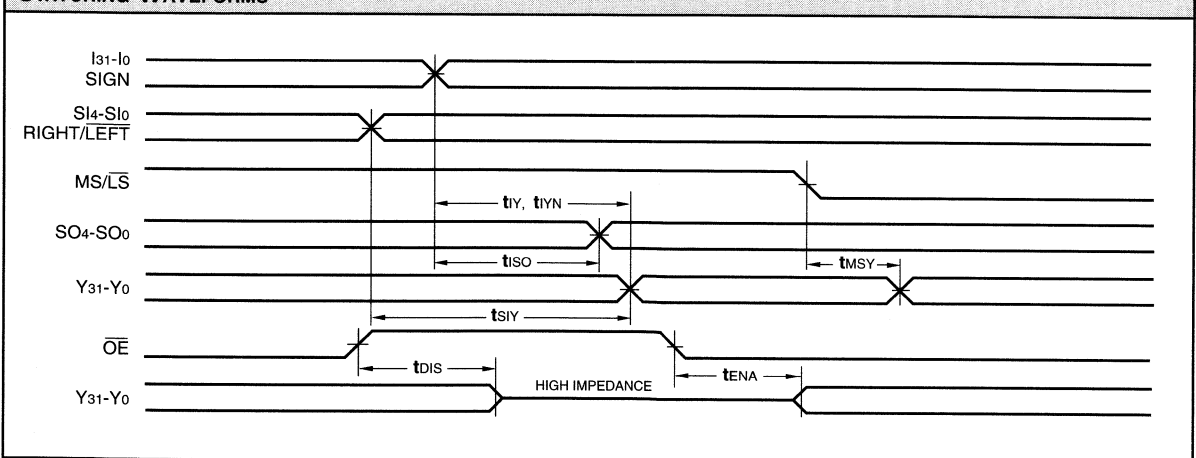 SWITCHING WAVEFORMS
I31-I0
SIGN
SI4-SI0
RIGHT/LEFT
MS/LS
tIY, tIYN
SO4-SO0
tISO
tMSY
Y31-Y0
tSIY
OE
tDIS
tENA
HIGH IMPEDANCE
Y31-Y0